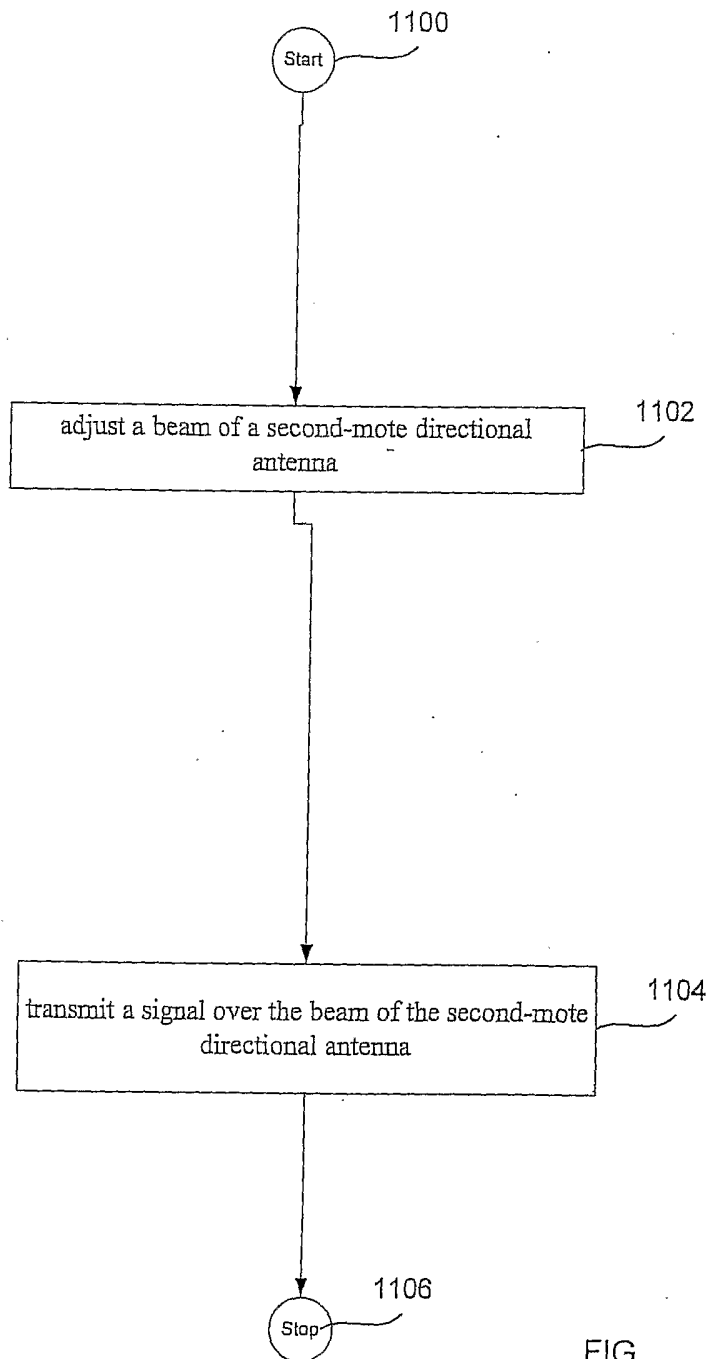 1100
Start
1102
adjust a beam of a second-mote directional
antenna
1104
transmit a signal over the beam of the second-mote
directional antenna
1106
Stop
FIG